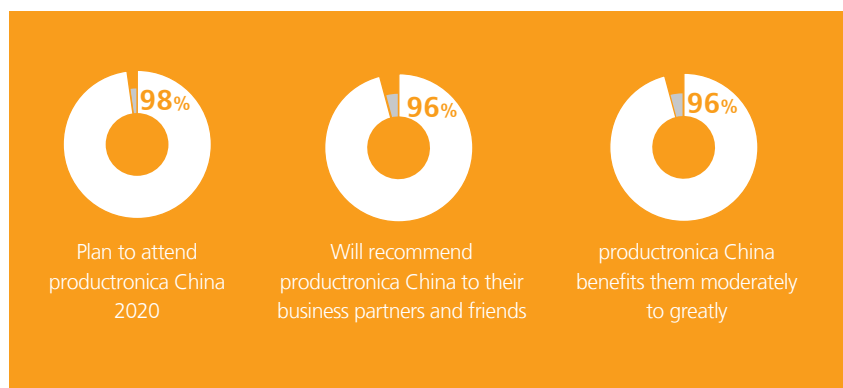 98%
Plan to attend
productronica China
2020
96%
Will recommend
productronica China to their
business partners and friends
96%
productronica China
benefits them moderately
to greatly